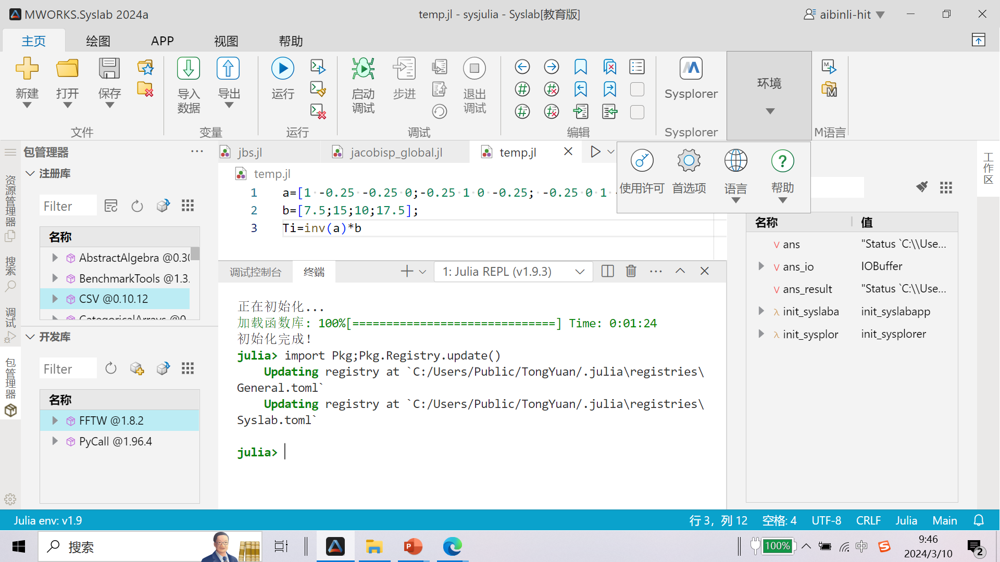 MWORKS.Syslab 2024a
temp.jl - sysjulia - Syslab[教育版]
aibinli-hit
主页
绘图
APP
视图
帮助
新建
打开
保存
导入
数据
导出
运行
启动
调试
步进
退出
调试
Sysplorer
环境
文件
变量
运行
调试
编辑
Sysplorer
M语言
使用许可
首选项
语言
帮助
资源管理器
搜索
调试
包管理器
包管理器
注册库
Filter
名称
AbstractAlgebra @0.3
BenchmarkTools @1.3.
CSV @0.10.12
CategoricalArrays @0
开发库
Filter
名称
FFTW @1.8.2
PyCall @1.96.4
jbs.jl
jacobisp_global.jl
temp.jl
temp.jl
1 a=[1 -0.25 -0.25 0;-0.25 1 0 -0.25; -0.25 0 1 -
2 b=[7.5;15;10;17.5];
3 Ti=inv(a)*b
调试控制台
终端
1: Julia REPL (v1.9.3)
正在初始化...
加载函数库: 100%[==============================] Time: 0:01:24
初始化完成!
julia> import Pkg;Pkg.Registry.update()
Updating registry at `C:/Users/Public/TongYuan/.julia\registries\
General.toml`
Updating registry at `C:/Users/Public/TongYuan/.julia\registries\
Syslab.toml`
julia>
工作区
名称 值
ans "Status `C:\\Use...
ans_io IOBuffer
ans_result "Status `C:\\Use...
init_syslaba init_syslabapp
init_sysplor init_sysplorer
Julia env: v1.9
行 3，列 12
空格: 4
UTF-8
CRLF
Julia
Main
搜索
100%
中
9:46
2024/3/10
2